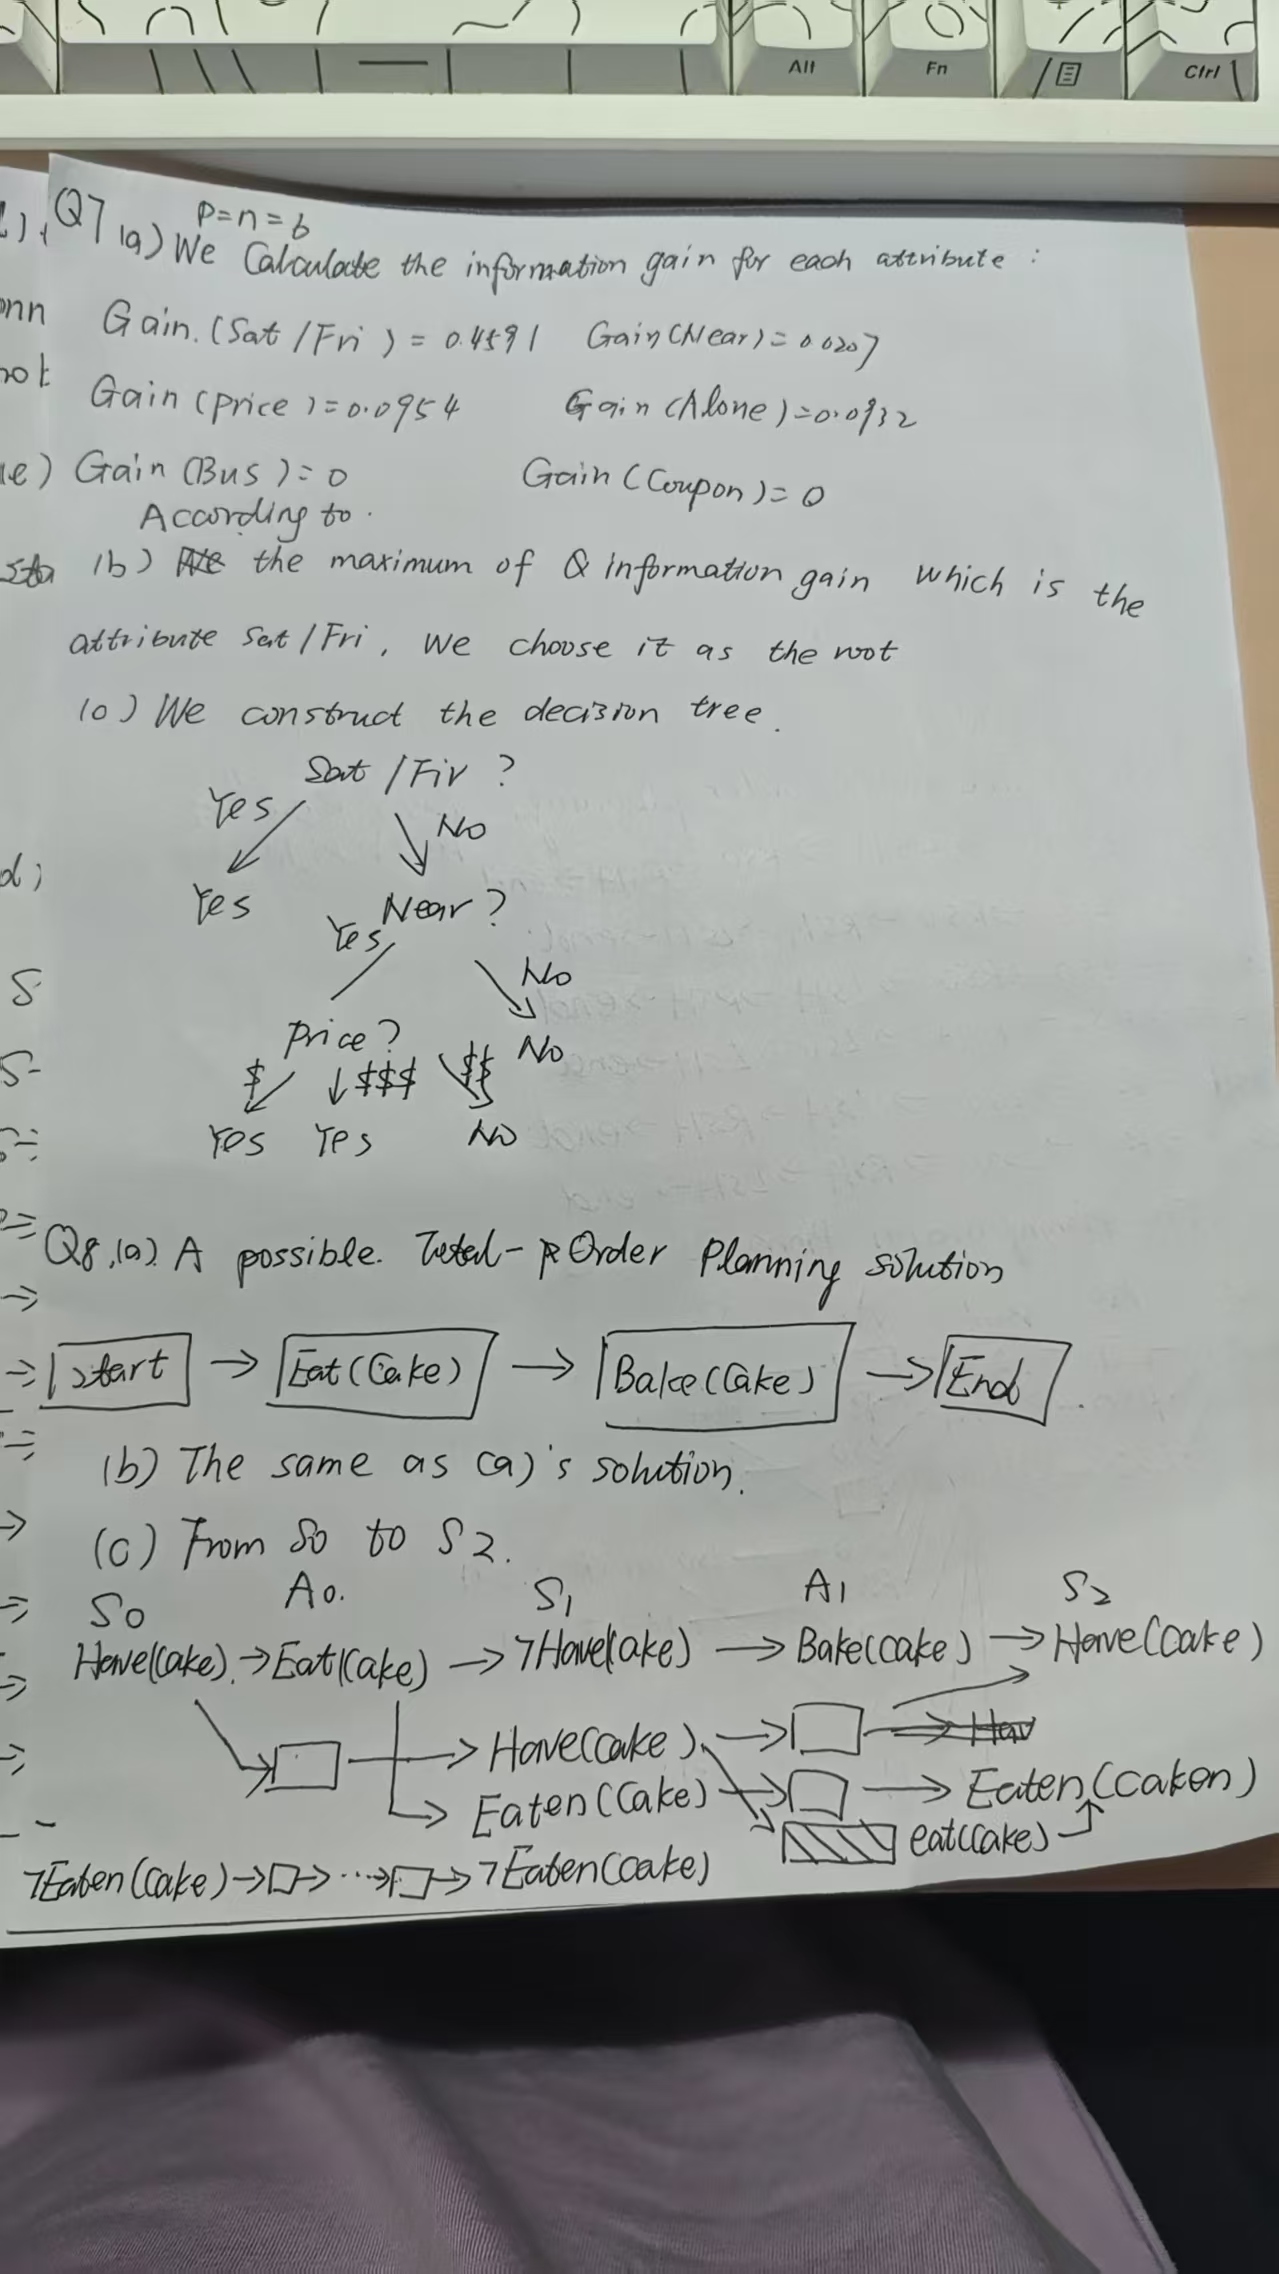 Alt Fn Ctrl
Q7 P=n=6
(a) We Calculate the information gain for each attribute :
Gain.(Sat/Fri) = 0.4591 Gain(Near)=0.0207
Gain (price)=0.0954 Gain (Alone)=0.0932
Gain (Bus)=0 Gain (Coupon)=0
According to.
(b) the maximum of information gain which is the
attribute Sat/Fri, We choose it as the root
(c) We construct the decision tree.
Sat/Fir ?
Yes No
Yes Near?
Yes No
Price? No
$ $$$ $$
Yes Yes No
Q8.(a). A possible. Total-Order Planning solution
Start → Eat(Cake) → Bake(Cake) → End
(b) The same as (a)'s solution.
(c) From S0 to S2.
S0 A0. S1 A1 S2
Have(Cake). → Eat(Cake) → ¬Have(Cake) → Bake(cake) → Have(cake)
Have(cake)
Eaten(Cake) Eaten(caken)
eat(cake)
¬Eaten(Cake) → ... → ¬Eaten(cake)